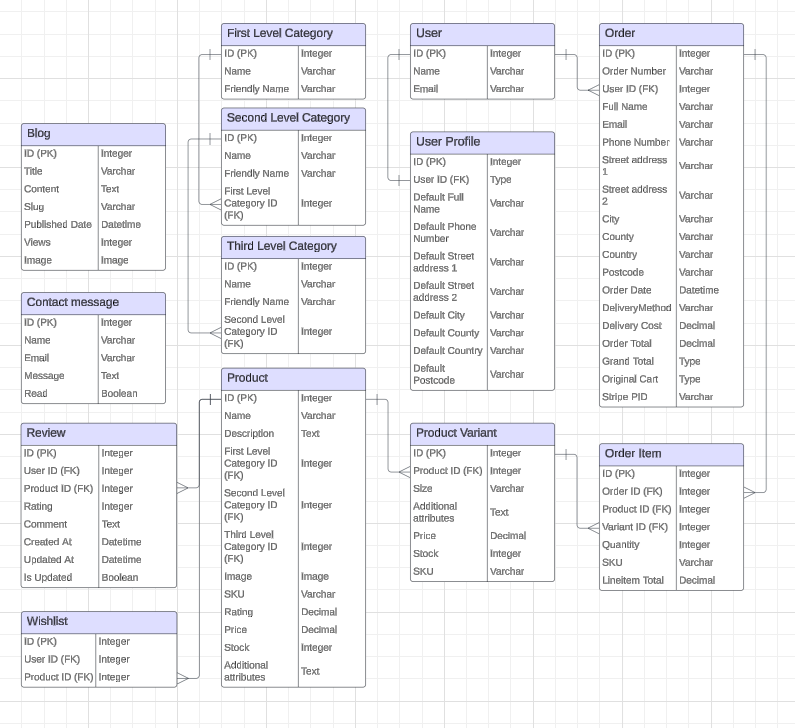 First Level Category
ID (PK) Integer
Name Varchar
Friendly Name Varchar
Second Level Category
ID (PK) Integer
Name Varchar
Friendly Name Varchar
First Level
Category ID Integer
(FK)
Third Level Category
ID (PK) Integer
Name Varchar
Friendly Name Varchar
Second Level
Category ID Integer
(FK)
Product
ID (PK) Integer
Name Varchar
Description Text
First Level
Category ID Integer
(FK)
Second Level
Category ID Integer
(FK)
Third Level
Category ID Integer
(FK)
Image Image
SKU Varchar
Rating Decimal
Price Decimal
Stock Integer
Additional
attributes Text
Blog
ID (PK) Integer
Title Varchar
Content Text
Slug Varchar
Published Date Datetime
Views Integer
Image Image
Contact message
ID (PK) Integer
Name Varchar
Email Varchar
Message Text
Read Boolean
Review
ID (PK) Integer
User ID (FK) Integer
Product ID (FK) Integer
Rating Integer
Comment Text
Created At Datetime
Updated At Datetime
Is Updated Boolean
Wishlist
ID (PK) Integer
User ID (FK) Integer
Product ID (FK) Integer
User
ID (PK) Integer
Name Varchar
Email Varchar
User Profile
ID (PK) Integer
User ID (FK) Type
Default Full
Name Varchar
Default Phone
Number Varchar
Default Street
address 1 Varchar
Default Street
address 2 Varchar
Default City Varchar
Default County Varchar
Default Country Varchar
Default
Postcode Varchar
Product Variant
ID (PK) Integer
Product ID (FK) Integer
Size Varchar
Additional
attributes Text
Price Decimal
Stock Integer
SKU Varchar
Order
ID (PK) Integer
Order Number Varchar
User ID (FK) Integer
Full Name Varchar
Email Varchar
Phone Number Varchar
Street address
1 Varchar
Street address
2 Varchar
City Varchar
County Varchar
Country Varchar
Postcode Varchar
Order Date Datetime
DeliveryMethod Varchar
Delivery Cost Decimal
Order Total Decimal
Grand Total Type
Original Cart Type
Stripe PID Varchar
Order Item
ID (PK) Integer
Order ID (FK) Integer
Product ID (FK) Integer
Variant ID (FK) Integer
Quantity Integer
SKU Varchar
Lineitem Total Decimal